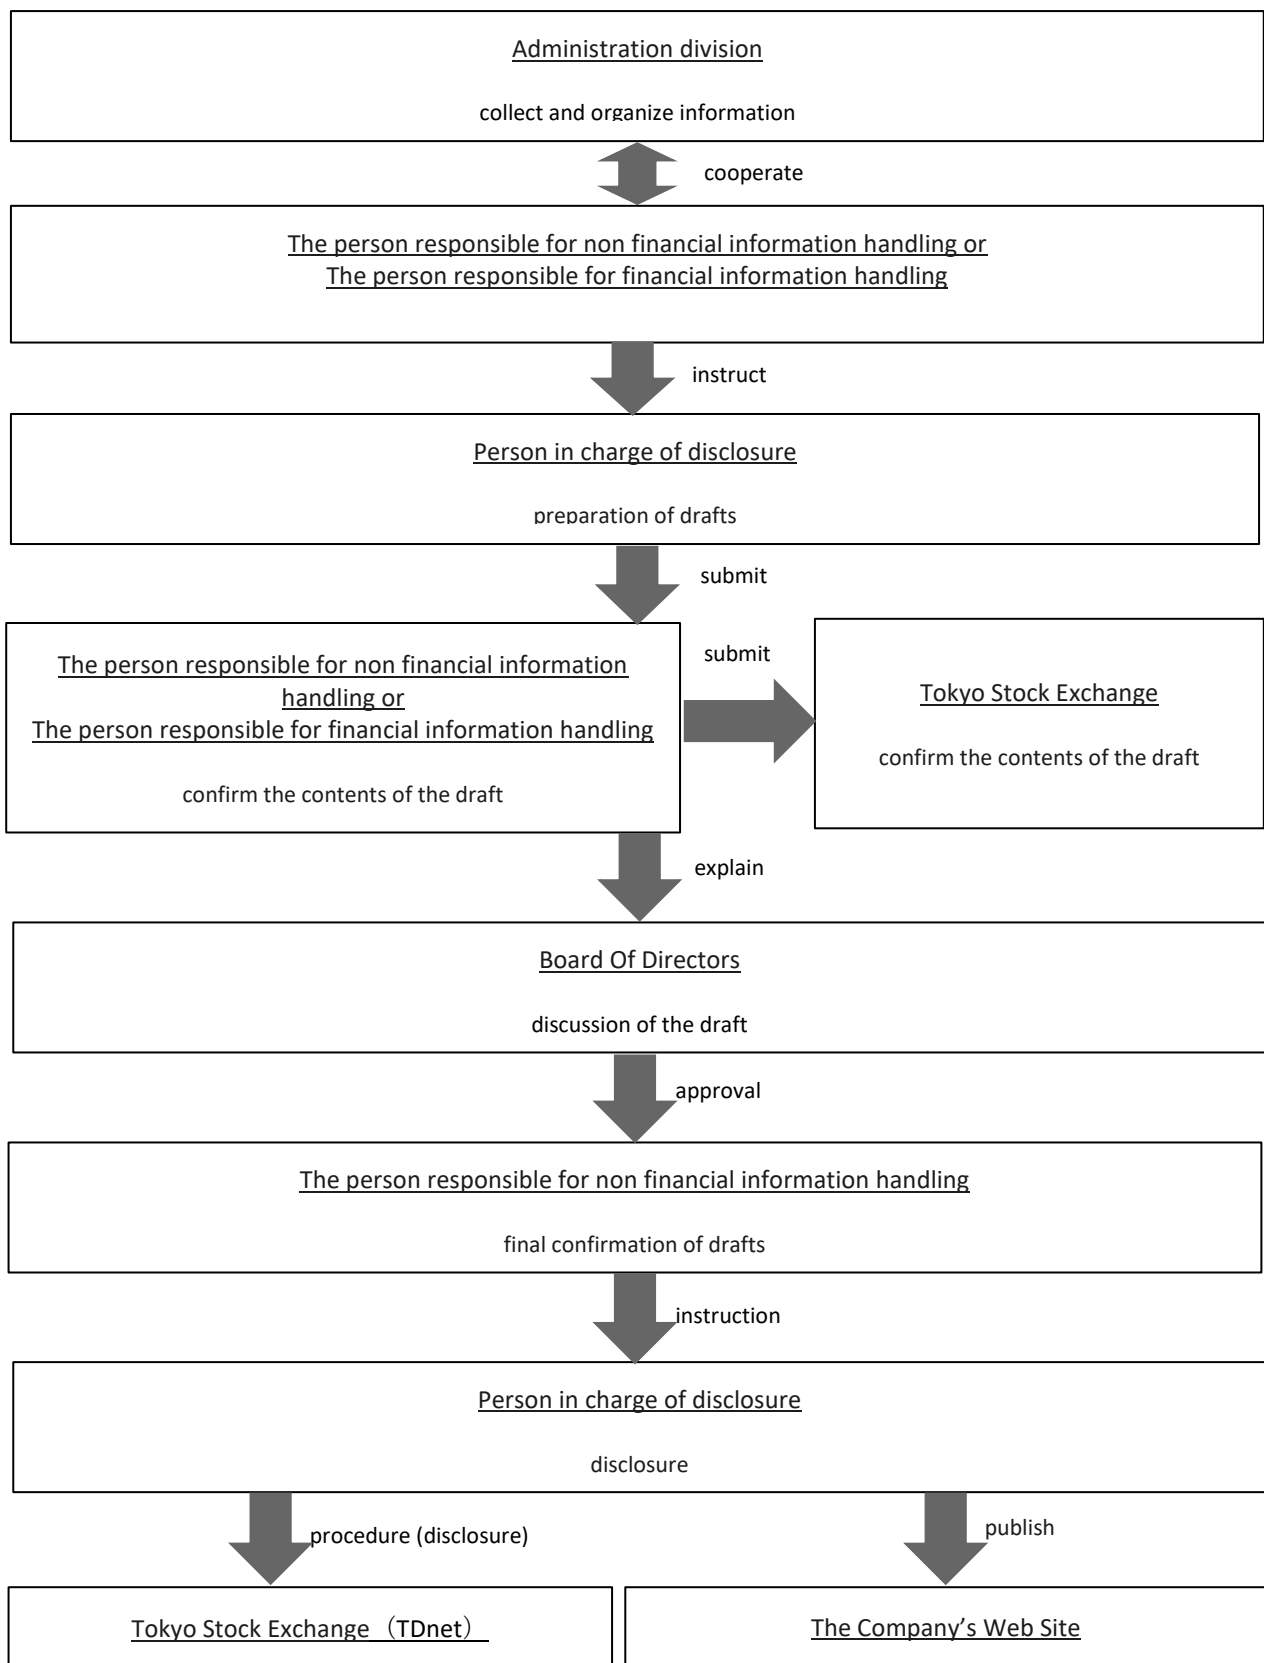 Administration division
collect and organize information
cooperate
The person responsible for non financial information handling or
The person responsible for financial information handling
instruct
Person in charge of disclosure
preparation of drafts
submit
The person responsible for non financial information
handling or
The person responsible for financial information handling
confirm the contents of the draft
submit
Tokyo Stock Exchange
confirm the contents of the draft
explain
Board Of Directors
discussion of the draft
approval
The person responsible for non financial information handling
final confirmation of drafts
instruction
Person in charge of disclosure
disclosure
procedure (disclosure)
publish
Tokyo Stock Exchange（TDnet）
The Company’s Web Site